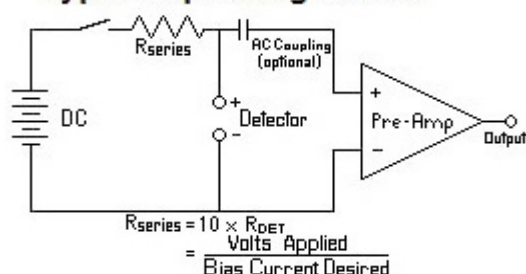 Rseries
AC Coupling
(optional)
DC
+
Detector
-
+
Pre-Amp
-
Output
Rseries = 10 × RDET
= Volts Applied
Bias Current Desired